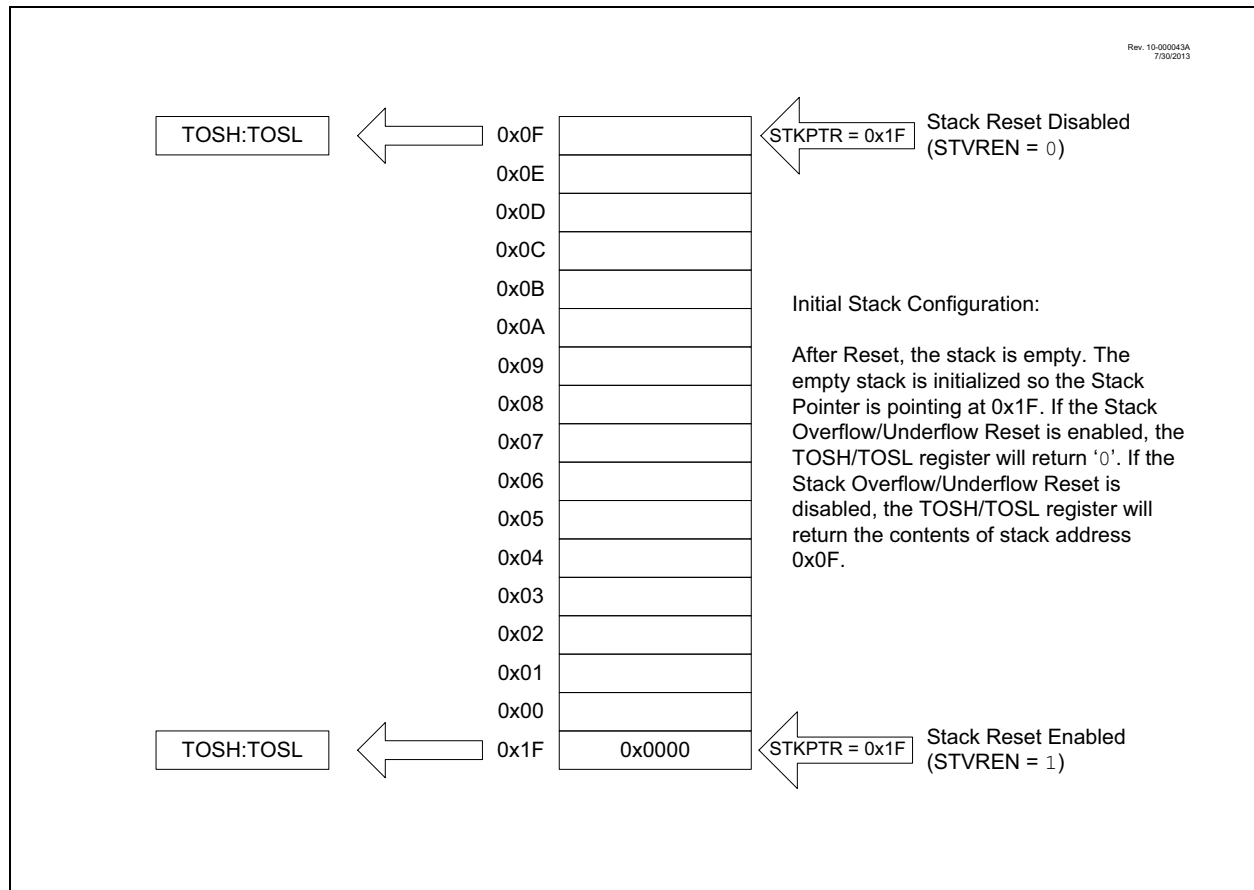 Rev. 10-000043A
7/30/2013
TOSH:TOSL
0x0F
STKPTR = 0x1F
Stack Reset Disabled
(STVREN = 0)
0x0E
0x0D
0x0C
0x0B
0x0A
0x09
0x08
0x07
0x06
0x05
0x04
0x03
0x02
0x01
0x00
Initial Stack Configuration:
After Reset, the stack is empty. The
empty stack is initialized so the Stack
Pointer is pointing at 0x1F. If the Stack
Overflow/Underflow Reset is enabled, the
TOSH/TOSL register will return ‘0’. If the
Stack Overflow/Underflow Reset is
disabled, the TOSH/TOSL register will
return the contents of stack address
0x0F.
TOSH:TOSL
0x1F
0x0000
STKPTR = 0x1F
Stack Reset Enabled
(STVREN = 1)